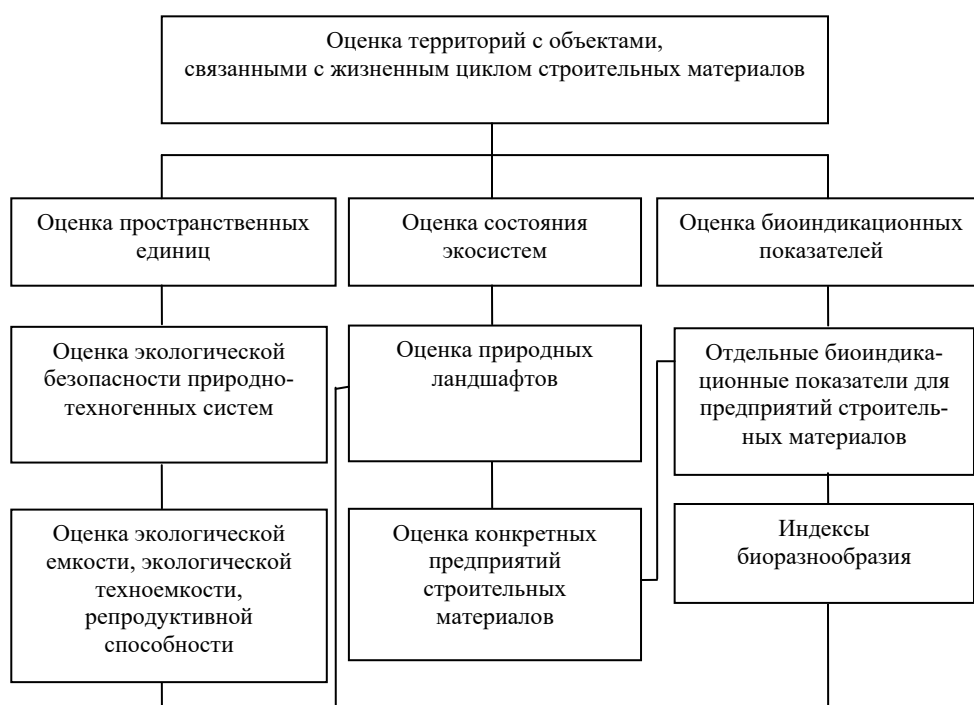 Оценка территорий с объектами,
связанными с жизненным циклом строительных материалов
Оценка пространственных
единиц
Оценка состояния
экосистем
Оценка биоиндикационных
показателей
Оценка экологической
безопасности природно-
техногенных систем
Оценка природных
ландшафтов
Отдельные биоиндика-
ционные показатели для
предприятий строитель-
ных материалов
Оценка экологической
емкости, экологической
техноемкости,
репродуктивной
способности
Оценка конкретных
предприятий
строительных
материалов
Индексы
биоразнообразия